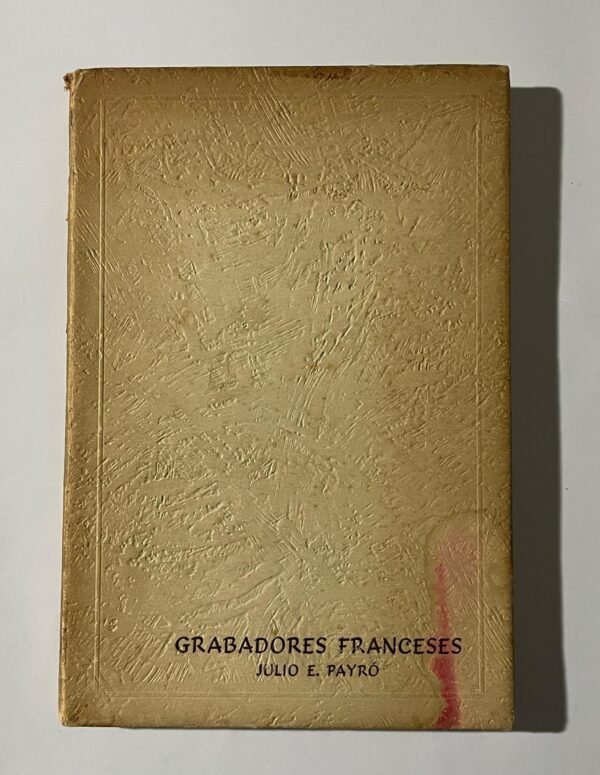 GRABADORES FRANCESES
JULIO E. PAYRÓ